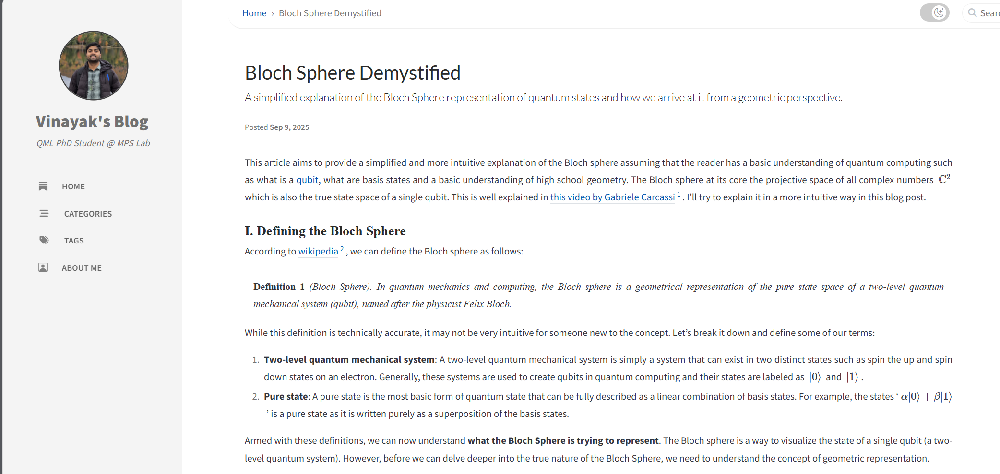 Home › Bloch Sphere Demystified
Sear
Vinayak's Blog
QML PhD Student @ MPS Lab
HOME
CATEGORIES
TAGS
ABOUT ME
Bloch Sphere Demystified
A simplified explanation of the Bloch Sphere representation of quantum states and how we arrive at it from a geometric perspective.
Posted Sep 9, 2025
This article aims to provide a simplified and more intuitive explanation of the Bloch sphere assuming that the reader has a basic understanding of quantum computing such
as what is a qubit, what are basis states and a basic understanding of high school geometry. The Bloch sphere at its core the projective space of all complex numbers ℂ²
which is also the true state space of a single qubit. This is well explained in this video by Gabriele Carcassi ¹ . I’ll try to explain it in a more intuitive way in this blog post.
I. Defining the Bloch Sphere
According to wikipedia ² , we can define the Bloch sphere as follows:
Definition 1 (Bloch Sphere). In quantum mechanics and computing, the Bloch sphere is a geometrical representation of the pure state space of a two-level quantum
mechanical system (qubit), named after the physicist Felix Bloch.
While this definition is technically accurate, it may not be very intuitive for someone new to the concept. Let’s break it down and define some of our terms:
1. Two-level quantum mechanical system: A two-level quantum mechanical system is simply a system that can exist in two distinct states such as spin the up and spin
down states on an electron. Generally, these systems are used to create qubits in quantum computing and their states are labeled as |0⟩ and |1⟩ .
2. Pure state: A pure state is the most basic form of quantum state that can be fully described as a linear combination of basis states. For example, the states ‘ α|0⟩ + β|1⟩
’ is a pure state as it is written purely as a superposition of the basis states.
Armed with these definitions, we can now understand what the Bloch Sphere is trying to represent. The Bloch sphere is a way to visualize the state of a single qubit (a two-
level quantum system). However, before we can delve deeper into the true nature of the Bloch Sphere, we need to understand the concept of geometric representation.